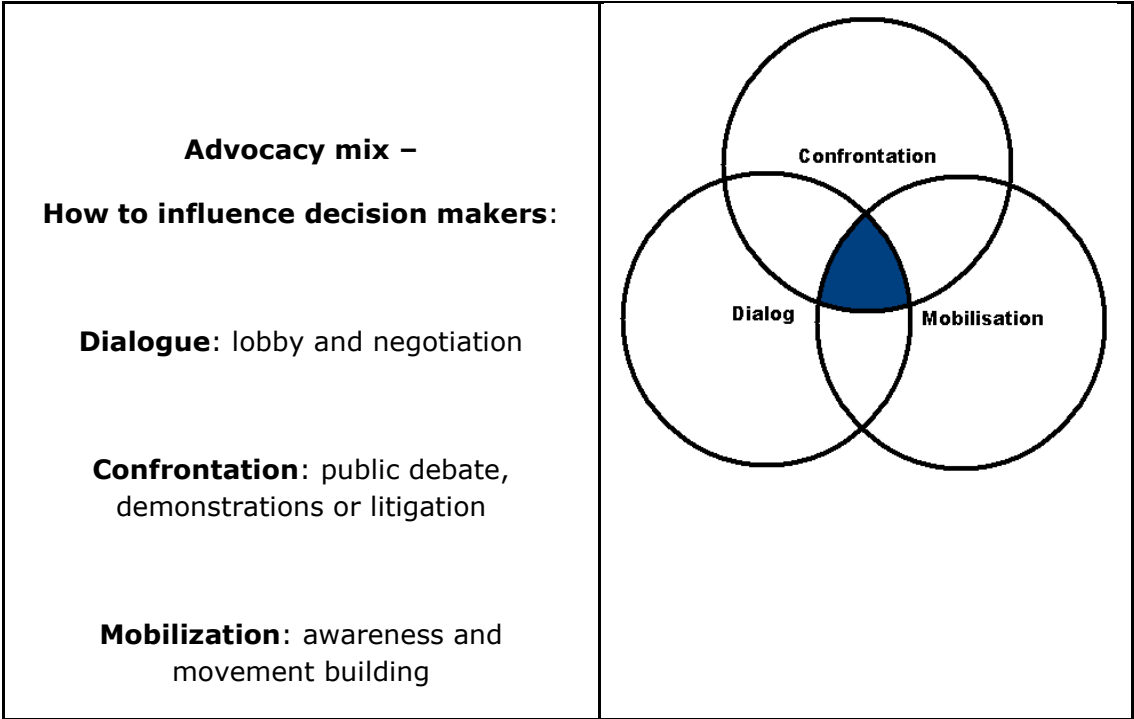 Advocacy mix –
How to influence decision makers:
Dialogue: lobby and negotiation
Confrontation: public debate,
demonstrations or litigation
Mobilization: awareness and
movement building
Confrontation
Dialog
Mobilisation